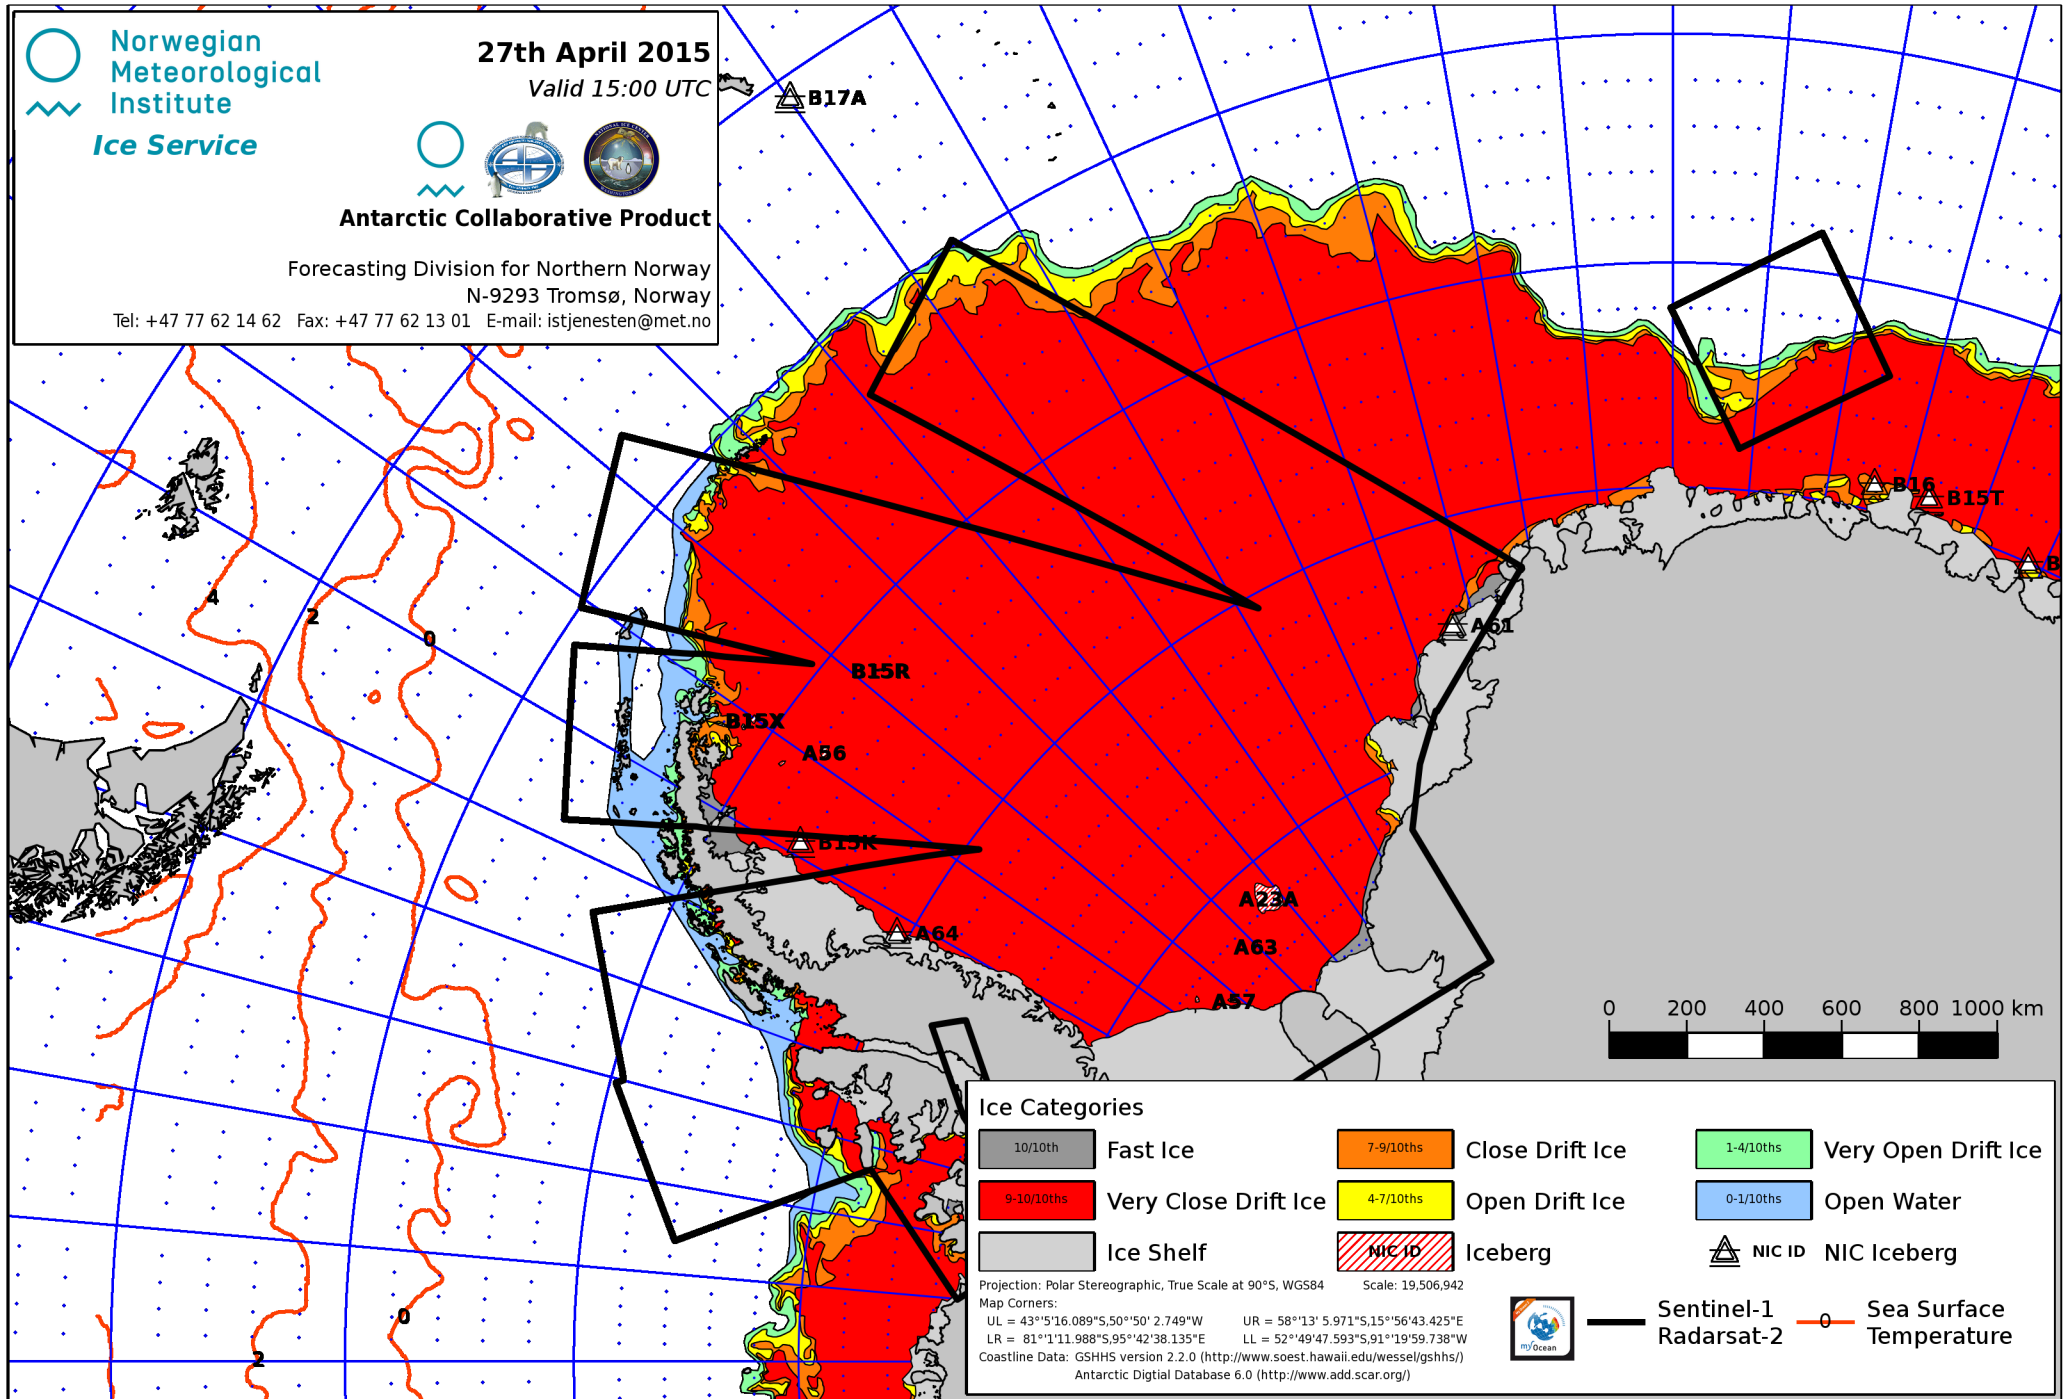 Norwegian
Meteorological
Institute
Ice Service
27th April 2015
Valid 15:00 UTC
Antarctic Collaborative Product
Forecasting Division for Northern Norway
N-9293 Tromsø, Norway
Tel: +47 77 62 14 62   Fax: +47 77 62 13 01   E-mail: istjenesten@met.no
B17A
B16
B15T
B
4
2
0
A61
B15R
B15X
A56
B15K
A23A
A64
A63
A57
0 200 400 600 800 1000 km
Ice Categories
10/10th Fast Ice
7-9/10ths Close Drift Ice
1-4/10ths Very Open Drift Ice
9-10/10ths Very Close Drift Ice
4-7/10ths Open Drift Ice
0-1/10ths Open Water
Ice Shelf
NIC ID Iceberg
NIC ID NIC Iceberg
Projection: Polar Stereographic, True Scale at 90°S, WGS84   Scale: 19,506,942
Map Corners:
UL = 43°'5'16.089"S,50°'50' 2.749"W   UR = 58°'13' 5.971"S,15°'56'43.425"E
LR = 81°'1'11.988"S,95°'42'38.135"E   LL = 52°'49'47.593"S,91°'19'59.738"W
Coastline Data: GSHHS version 2.2.0 (http://www.soest.hawaii.edu/wessel/gshhs/)
Antarctic Digtial Database 6.0 (http://www.add.scar.org/)
myOcean
Sentinel-1
Radarsat-2
0
Sea Surface
Temperature
0
2